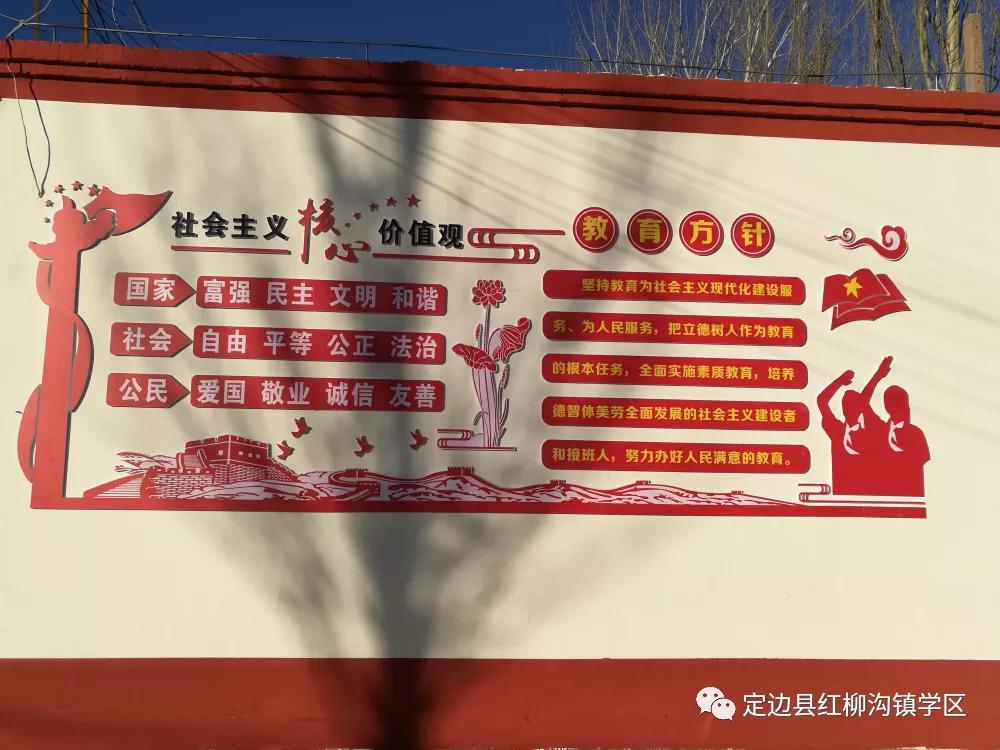 社会主义核心价值观
国家 富强 民主 文明 和谐
社会 自由 平等 公正 法治
公民 爱国 敬业 诚信 友善
教育方针
坚持教育为社会主义现代化建设服
务、为人民服务，把立德树人作为教育
的根本任务，全面实施素质教育，培养
德智体美劳全面发展的社会主义建设者
和接班人，努力办好人民满意的教育。
定边县红柳沟镇学区